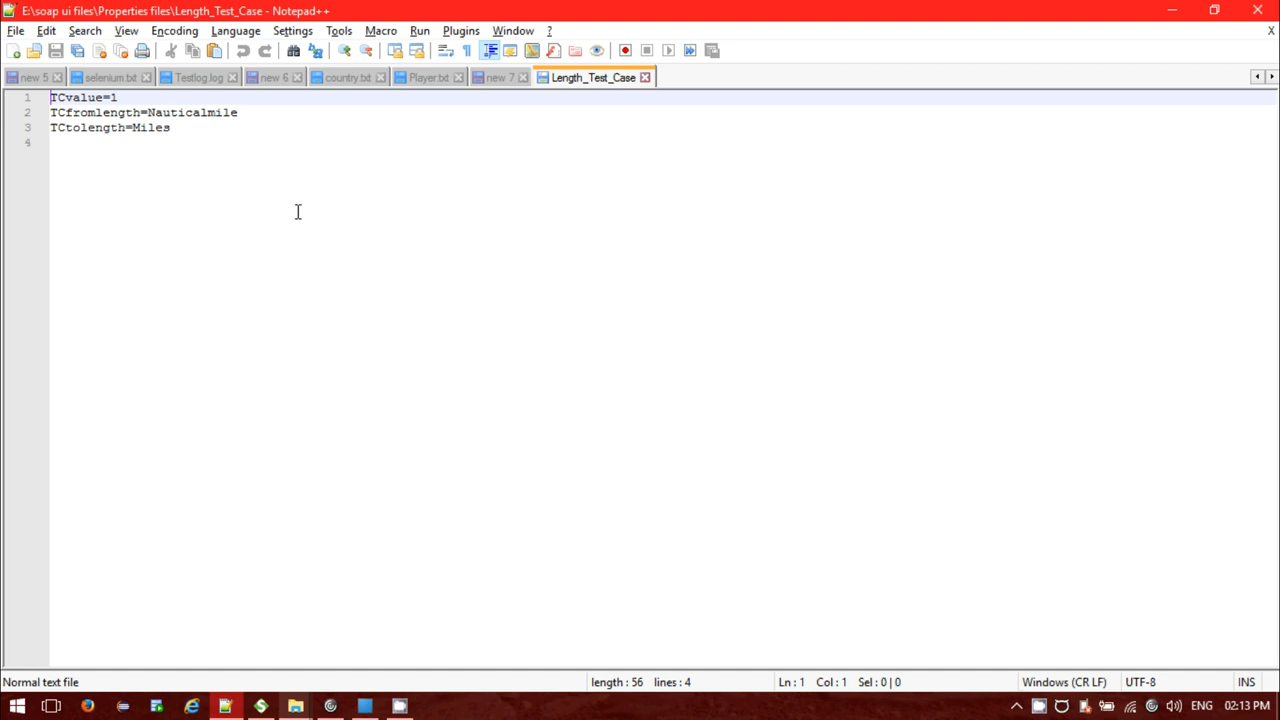 E:\soap ui files\Properties files\Length_Test_Case - Notepad++
File Edit Search View Encoding Language Settings Tools Macro Run Plugins Window ? X
new 5 selenium.txt Testlog.log new 6 country.txt Player.txt new 7 Length_Test_Case
1 TCvalue=1
2 TCfromlength=Nauticalmile
3 TCtolength=Miles
4
Normal text file length : 56 lines : 4 Ln : 1 Col : 1 Sel : 0 | 0 Windows (CR LF) UTF-8 INS
ENG 02:13 PM